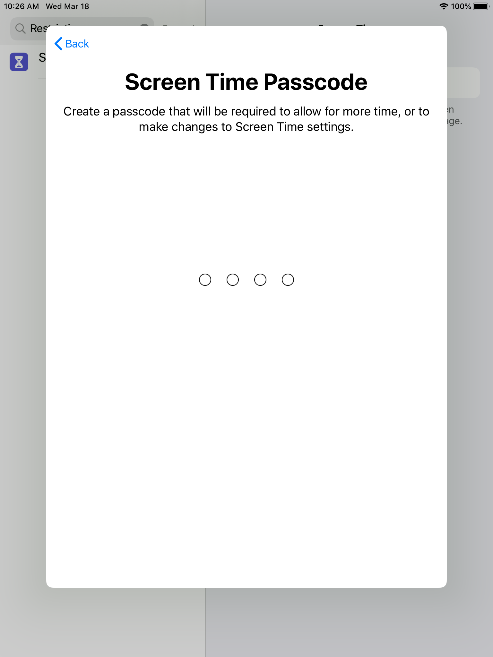 10:26 AM Wed Mar 18
100%
Back
Screen Time Passcode
Create a passcode that will be required to allow for more time, or to
make changes to Screen Time settings.